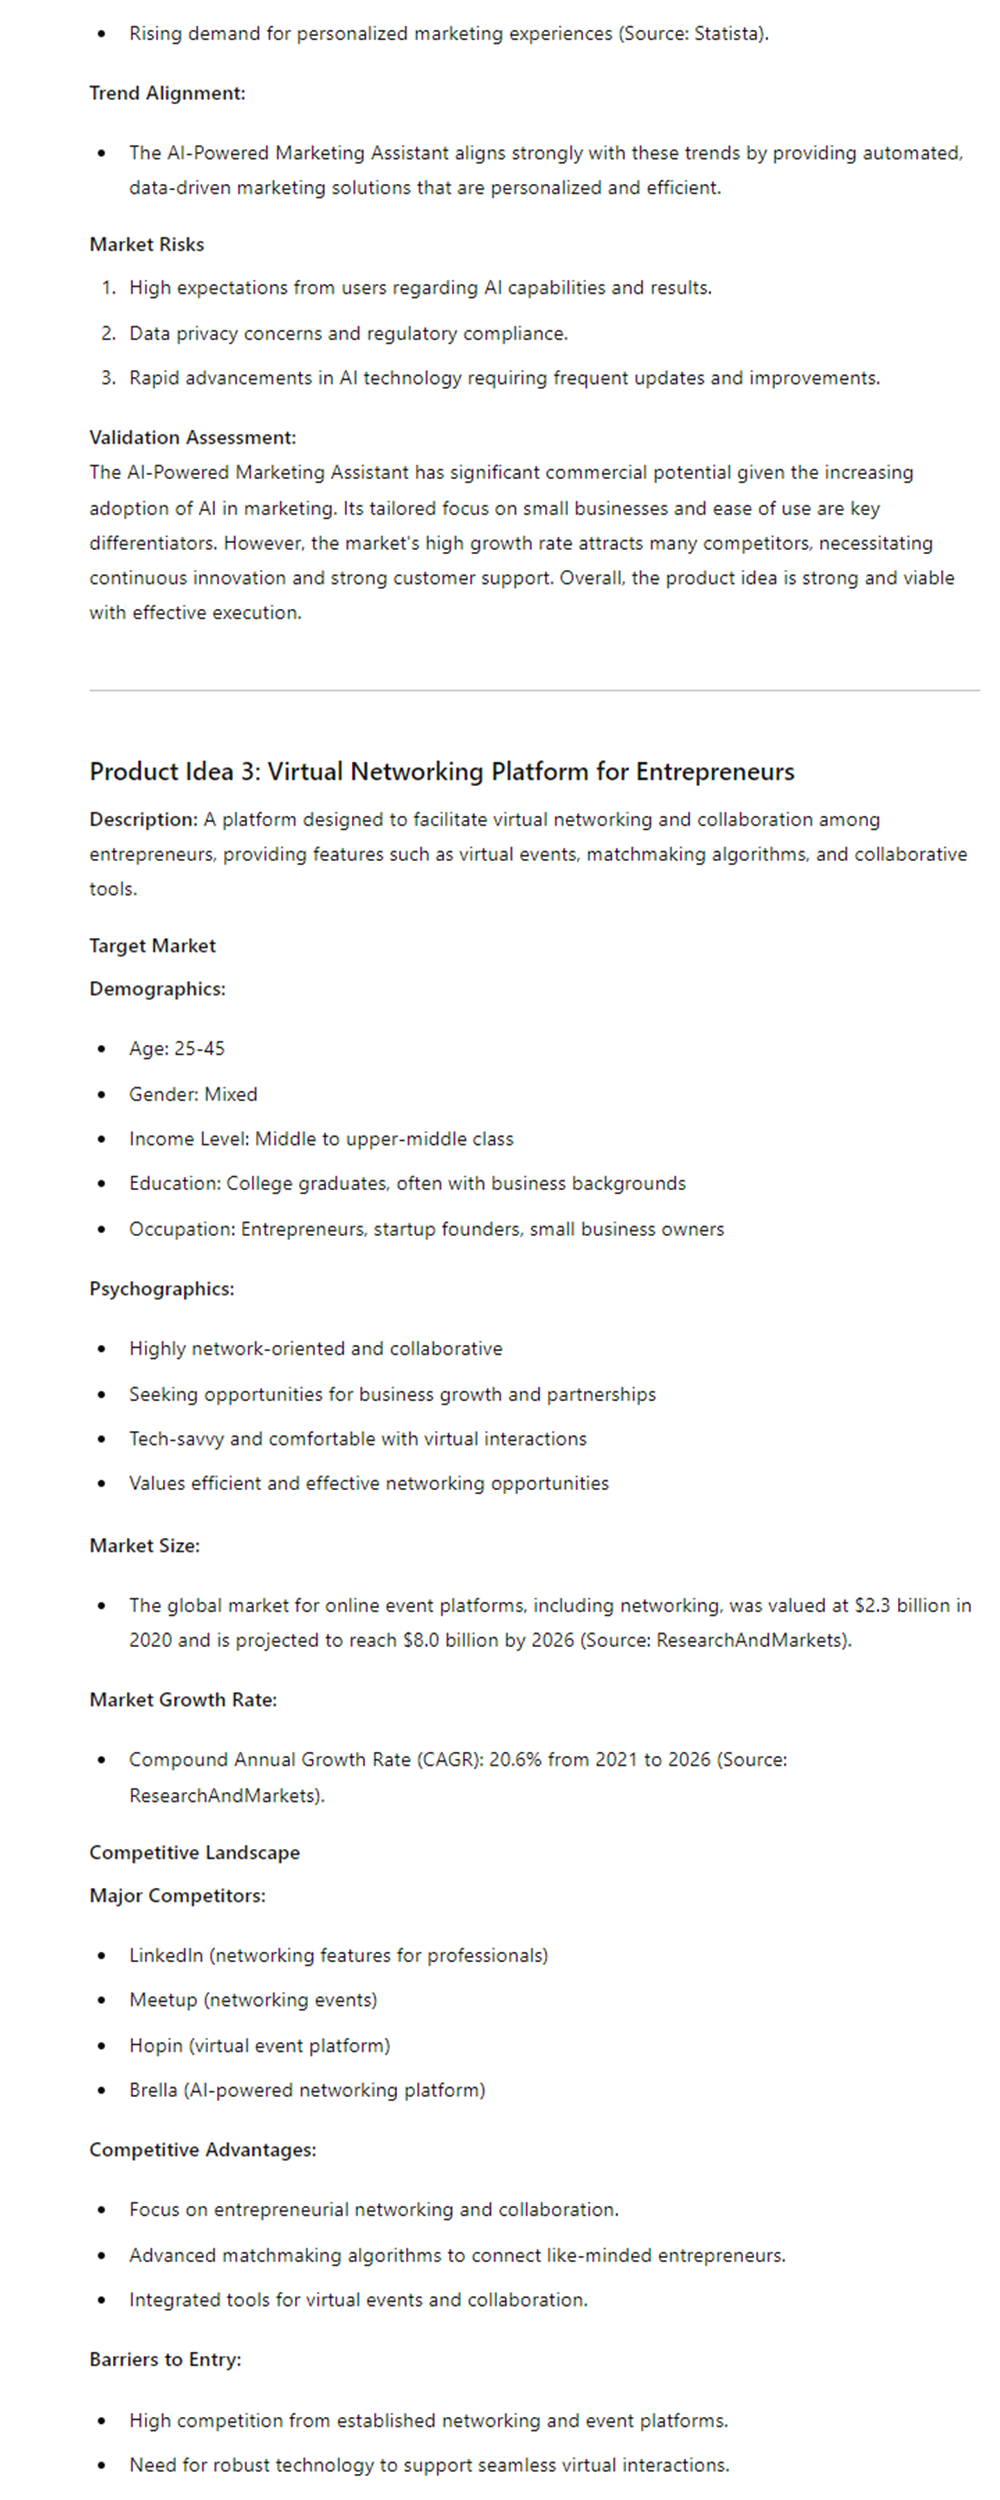 Rising demand for personalized marketing experiences (Source: Statista).
Trend Alignment:
The AI-Powered Marketing Assistant aligns strongly with these trends by providing automated,
data-driven marketing solutions that are personalized and efficient.
Market Risks
1. High expectations from users regarding AI capabilities and results.
2. Data privacy concerns and regulatory compliance.
3. Rapid advancements in AI technology requiring frequent updates and improvements.
Validation Assessment:
The AI-Powered Marketing Assistant has significant commercial potential given the increasing
adoption of AI in marketing. Its tailored focus on small businesses and ease of use are key
differentiators. However, the market's high growth rate attracts many competitors, necessitating
continuous innovation and strong customer support. Overall, the product idea is strong and viable
with effective execution.
Product Idea 3: Virtual Networking Platform for Entrepreneurs
Description: A platform designed to facilitate virtual networking and collaboration among
entrepreneurs, providing features such as virtual events, matchmaking algorithms, and collaborative
tools.
Target Market
Demographics:
Age: 25-45
Gender: Mixed
Income Level: Middle to upper-middle class
Education: College graduates, often with business backgrounds
Occupation: Entrepreneurs, startup founders, small business owners
Psychographics:
Highly network-oriented and collaborative
Seeking opportunities for business growth and partnerships
Tech-savvy and comfortable with virtual interactions
Values efficient and effective networking opportunities
Market Size:
The global market for online event platforms, including networking, was valued at $2.3 billion in
2020 and is projected to reach $8.0 billion by 2026 (Source: ResearchAndMarkets).
Market Growth Rate:
Compound Annual Growth Rate (CAGR): 20.6% from 2021 to 2026 (Source:
ResearchAndMarkets).
Competitive Landscape
Major Competitors:
LinkedIn (networking features for professionals)
Meetup (networking events)
Hopin (virtual event platform)
Brella (AI-powered networking platform)
Competitive Advantages:
Focus on entrepreneurial networking and collaboration.
Advanced matchmaking algorithms to connect like-minded entrepreneurs.
Integrated tools for virtual events and collaboration.
Barriers to Entry:
High competition from established networking and event platforms.
Need for robust technology to support seamless virtual interactions.